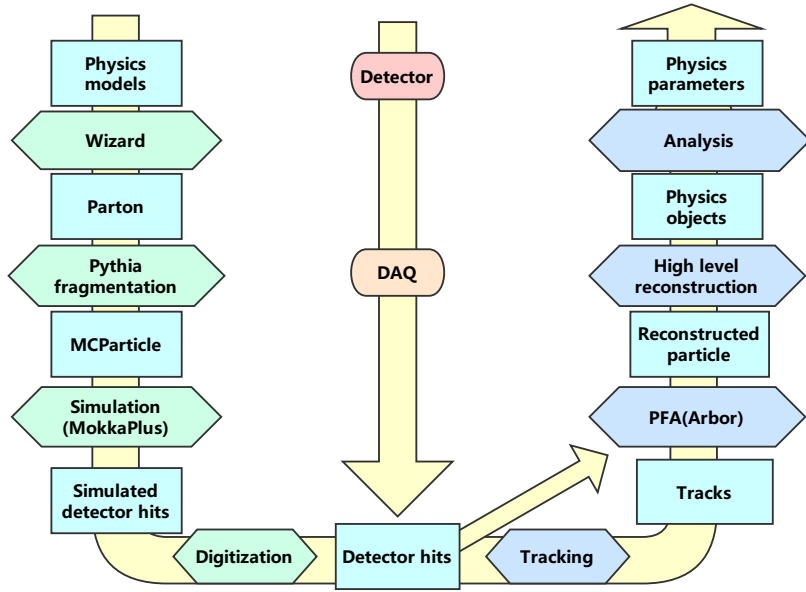 Physics
models
Wizard
Parton
Pythia
fragmentation
MCParticle
Simulation
(MokkaPlus)
Simulated
detector hits
Digitization
Detector
DAQ
Detector hits
Tracking
Tracks
PFA(Arbor)
Reconstructed
particle
High level
reconstruction
Physics
objects
Analysis
Physics
parameters